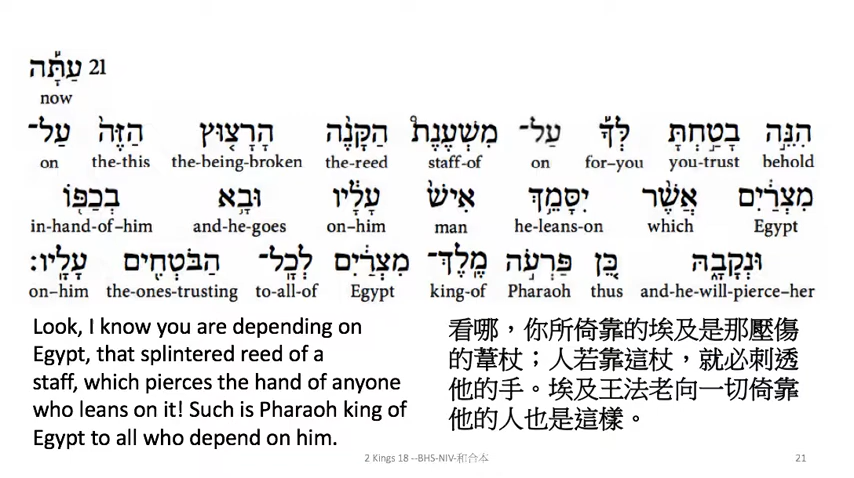 עַתָּ֡ה 21
now
הִנֵּ֣ה בָטַ֣חְתָּ לְּךָ֡ עַל־ מִשְׁעֶנֶת֩ הַקָּנֶ֨ה הָרָצ֤וּץ הַזֶּה֙ עַל־
on the-this the-being-broken the-reed staff-of on for–you you-trust behold
מִצְרַ֔יִם אֲשֶׁ֨ר יִסָּמֵ֥ךְ אִישׁ֙ עָלָ֔יו וּבָ֥א בְכַפּ֖וֹ
in-hand-of–him and-he-goes on–him man he-leans-on which Egypt
וּנְקָבָ֑הּ כֵּ֚ן פַּרְעֹ֣ה מֶֽלֶךְ־ מִצְרַ֔יִם לְכָֽל־ הַבֹּטְחִ֖ים עָלָֽיו׃
on–him the-ones-trusting to-all-of Egypt king-of Pharaoh thus and-he-will-pierce–her
Look, I know you are depending on
Egypt, that splintered reed of a
staff, which pierces the hand of anyone
who leans on it! Such is Pharaoh king of
Egypt to all who depend on him.
看哪，你所倚靠的埃及是那壓傷
的葦杖；人若靠這杖，就必刺透
他的手。埃及王法老向一切倚靠
他的人也是這樣。
2 Kings 18 --BHS-NIV-和合本
21